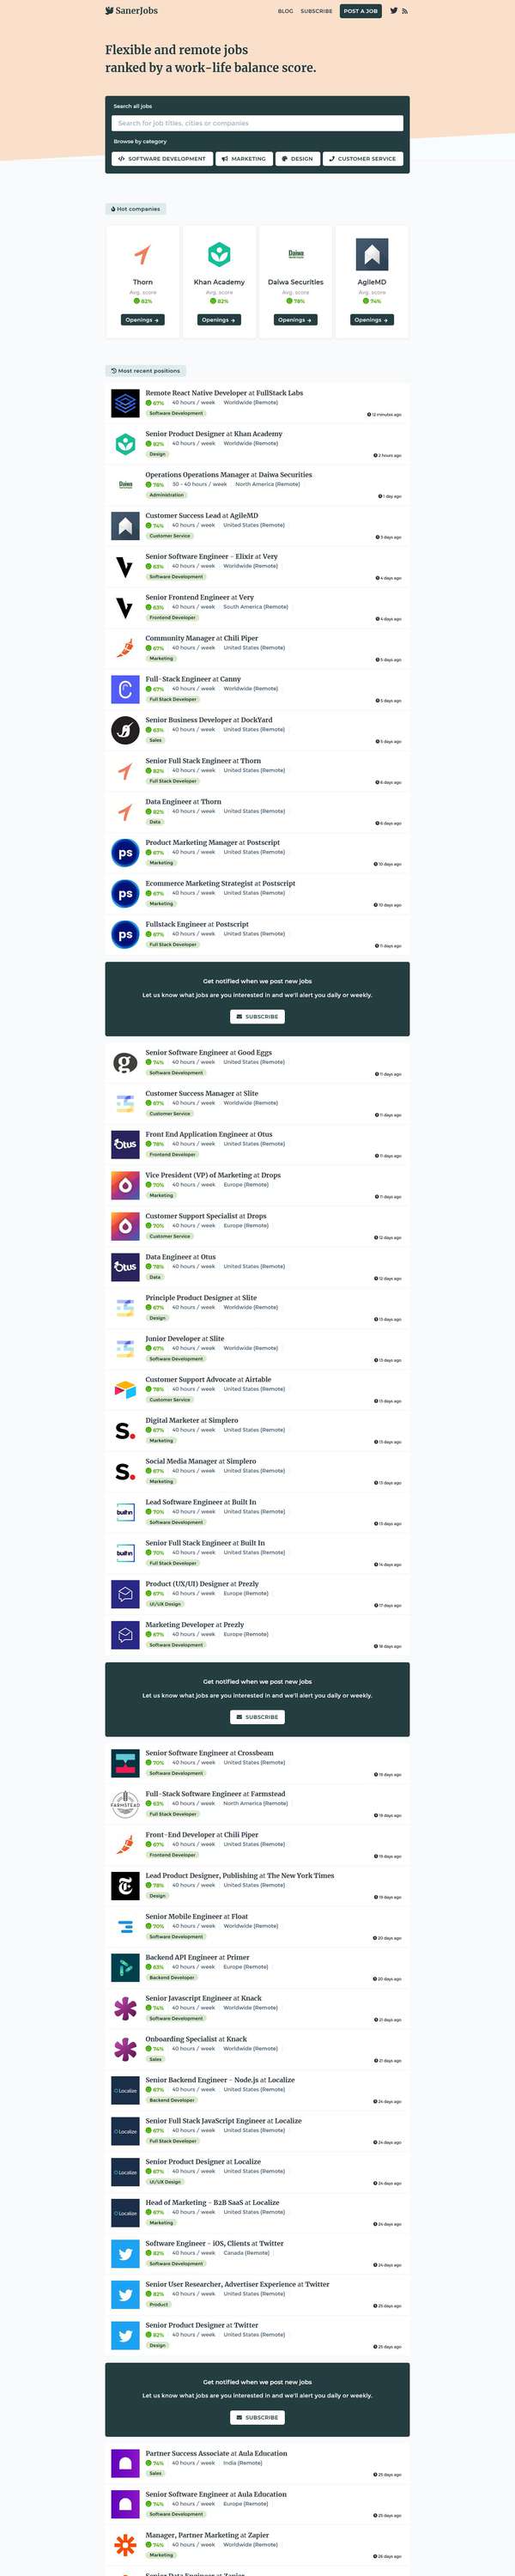 SanerJobs
BLOG SUBSCRIBE POST A JOB
Flexible and remote jobs
ranked by a work-life balance score.
Search all jobs
Search for job titles, cities or companies
Browse by category
SOFTWARE DEVELOPMENT MARKETING DESIGN CUSTOMER SERVICE
Hot companies
Thorn Khan Academy Daiwa Securities AgileMD
Avg. score Avg. score Avg. score Avg. score
82% 82% 78% 74%
Openings → Openings → Openings → Openings →
Most recent positions
Remote React Native Developer at FullStack Labs
67% 40 hours / week Worldwide (Remote)
Software Development
12 minutes ago
Senior Product Designer at Khan Academy
82% 40 hours / week Worldwide (Remote)
Design
2 hours ago
Operations Operations Manager at Daiwa Securities
78% 30 - 40 hours / week North America (Remote)
Administration
1 day ago
Customer Success Lead at AgileMD
74% 40 hours / week United States (Remote)
Customer Service
3 days ago
Senior Software Engineer - Elixir at Very
63% 40 hours / week Worldwide (Remote)
Software Development
4 days ago
Senior Frontend Engineer at Very
63% 40 hours / week South America (Remote)
Frontend Developer
4 days ago
Community Manager at Chili Piper
67% 40 hours / week United States (Remote)
Marketing
5 days ago
Full-Stack Engineer at Canny
67% 40 hours / week Worldwide (Remote)
Full Stack Developer
5 days ago
Senior Business Developer at DockYard
63% 40 hours / week United States (Remote)
Sales
5 days ago
Senior Full Stack Engineer at Thorn
82% 40 hours / week United States (Remote)
Full Stack Developer
6 days ago
Data Engineer at Thorn
82% 40 hours / week United States (Remote)
Data
6 days ago
Product Marketing Manager at Postscript
67% 40 hours / week United States (Remote)
Marketing
10 days ago
Ecommerce Marketing Strategist at Postscript
67% 40 hours / week United States (Remote)
Marketing
10 days ago
Fullstack Engineer at Postscript
67% 40 hours / week United States (Remote)
Full Stack Developer
11 days ago
Get notified when we post new jobs
Let us know what jobs are you interested in and we'll alert you daily or weekly.
SUBSCRIBE
Senior Software Engineer at Good Eggs
74% 40 hours / week United States (Remote)
Software Development
11 days ago
Customer Success Manager at Slite
67% 40 hours / week Worldwide (Remote)
Customer Service
11 days ago
Front End Application Engineer at Otus
78% 40 hours / week United States (Remote)
Frontend Developer
11 days ago
Vice President (VP) of Marketing at Drops
70% 40 hours / week Europe (Remote)
Marketing
11 days ago
Customer Support Specialist at Drops
70% 40 hours / week Europe (Remote)
Customer Service
12 days ago
Data Engineer at Otus
78% 40 hours / week United States (Remote)
Data
12 days ago
Principle Product Designer at Slite
67% 40 hours / week Worldwide (Remote)
Design
13 days ago
Junior Developer at Slite
67% 40 hours / week Worldwide (Remote)
Software Development
13 days ago
Customer Support Advocate at Airtable
78% 40 hours / week United States (Remote)
Customer Service
13 days ago
Digital Marketer at Simplero
67% 40 hours / week United States (Remote)
Marketing
13 days ago
Social Media Manager at Simplero
67% 40 hours / week United States (Remote)
Marketing
13 days ago
Lead Software Engineer at Built In
70% 40 hours / week United States (Remote)
Software Development
13 days ago
Senior Full Stack Engineer at Built In
70% 40 hours / week United States (Remote)
Full Stack Developer
14 days ago
Product (UX/UI) Designer at Prezly
67% 40 hours / week Europe (Remote)
UI/UX Design
17 days ago
Marketing Developer at Prezly
67% 40 hours / week Europe (Remote)
Software Development
18 days ago
Get notified when we post new jobs
Let us know what jobs are you interested in and we'll alert you daily or weekly.
SUBSCRIBE
Senior Software Engineer at Crossbeam
70% 40 hours / week United States (Remote)
Software Development
19 days ago
Full-Stack Software Engineer at Farmstead
63% 40 hours / week North America (Remote)
Full Stack Developer
19 days ago
Front-End Developer at Chili Piper
67% 40 hours / week United States (Remote)
Frontend Developer
19 days ago
Lead Product Designer, Publishing at The New York Times
78% 40 hours / week United States (Remote)
Design
19 days ago
Senior Mobile Engineer at Float
70% 40 hours / week Worldwide (Remote)
Software Development
20 days ago
Backend API Engineer at Primer
63% 40 hours / week Europe (Remote)
Backend Developer
20 days ago
Senior Javascript Engineer at Knack
74% 40 hours / week Worldwide (Remote)
Software Development
21 days ago
Onboarding Specialist at Knack
74% 40 hours / week Worldwide (Remote)
Sales
21 days ago
Senior Backend Engineer - Node.js at Localize
67% 40 hours / week United States (Remote)
Backend Developer
24 days ago
Senior Full Stack JavaScript Engineer at Localize
67% 40 hours / week United States (Remote)
Full Stack Developer
24 days ago
Senior Product Designer at Localize
67% 40 hours / week United States (Remote)
UI/UX Design
24 days ago
Head of Marketing - B2B SaaS at Localize
67% 40 hours / week United States (Remote)
Marketing
24 days ago
Software Engineer - iOS, Clients at Twitter
82% 40 hours / week Canada (Remote)
Software Development
24 days ago
Senior User Researcher, Advertiser Experience at Twitter
82% 40 hours / week United States (Remote)
Product
25 days ago
Senior Product Designer at Twitter
82% 40 hours / week United States (Remote)
Design
25 days ago
Get notified when we post new jobs
Let us know what jobs are you interested in and we'll alert you daily or weekly.
SUBSCRIBE
Partner Success Associate at Aula Education
74% 40 hours / week India (Remote)
Sales
25 days ago
Senior Software Engineer at Aula Education
74% 40 hours / week Europe (Remote)
Software Development
25 days ago
Manager, Partner Marketing at Zapier
74% 40 hours / week Worldwide (Remote)
Marketing
26 days ago